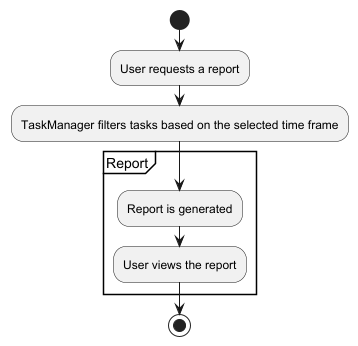 User requests a report
TaskManager filters tasks based on the selected time frame
Report
Report is generated
User views the report